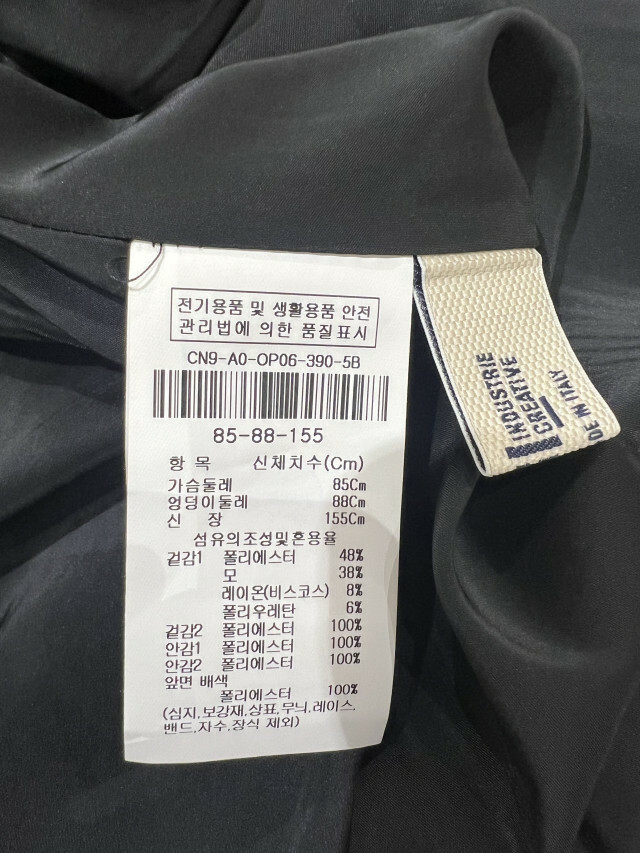 전기용품 및 생활용품 안전
관리법에 의한 품질표시
CN9-A0-OP06-390-5B
85-88-155
항 목 신체치수(Cm)
가슴둘레 85Cm
엉덩이둘레 88Cm
신 장 155Cm
섬유의조성및혼용율
겉감1 폴리에스터 48%
모 38%
레이온(비스코스) 8%
폴리우레탄 6%
겉감2 폴리에스터 100%
안감1 폴리에스터 100%
안감2 폴리에스터 100%
앞면 배색
폴리에스터 100%
(심지,보강재,상표,무늬,레이스,
밴드,자수,장식 제외)
INDUSTRIE
CREATIVE
DE IN ITALY